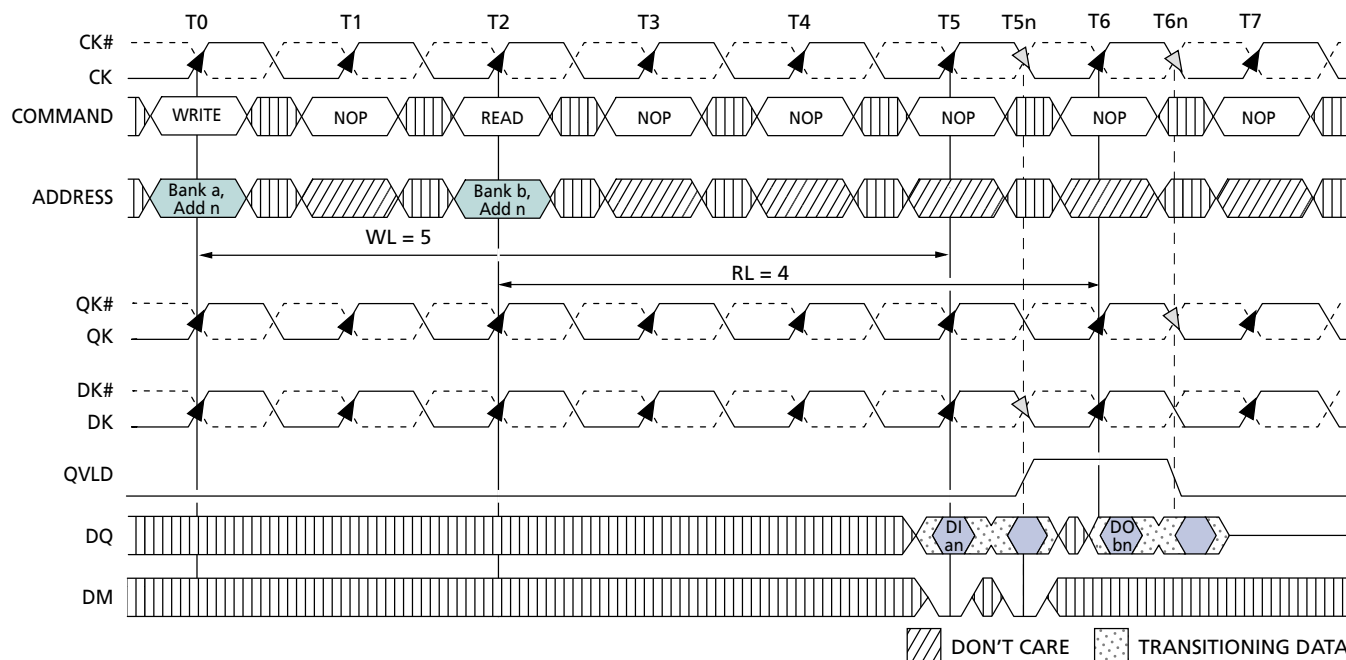 T0 T1 T2 T3 T4 T5 T5n T6 T6n T7
CK#
CK
COMMAND WRITE NOP READ NOP NOP NOP NOP NOP
ADDRESS Bank a, Add n Bank b, Add n
WL = 5
RL = 4
QK#
QK
DK#
DK
QVLD
DQ DI an DO bn
DM
DON'T CARE TRANSITIONING DATA